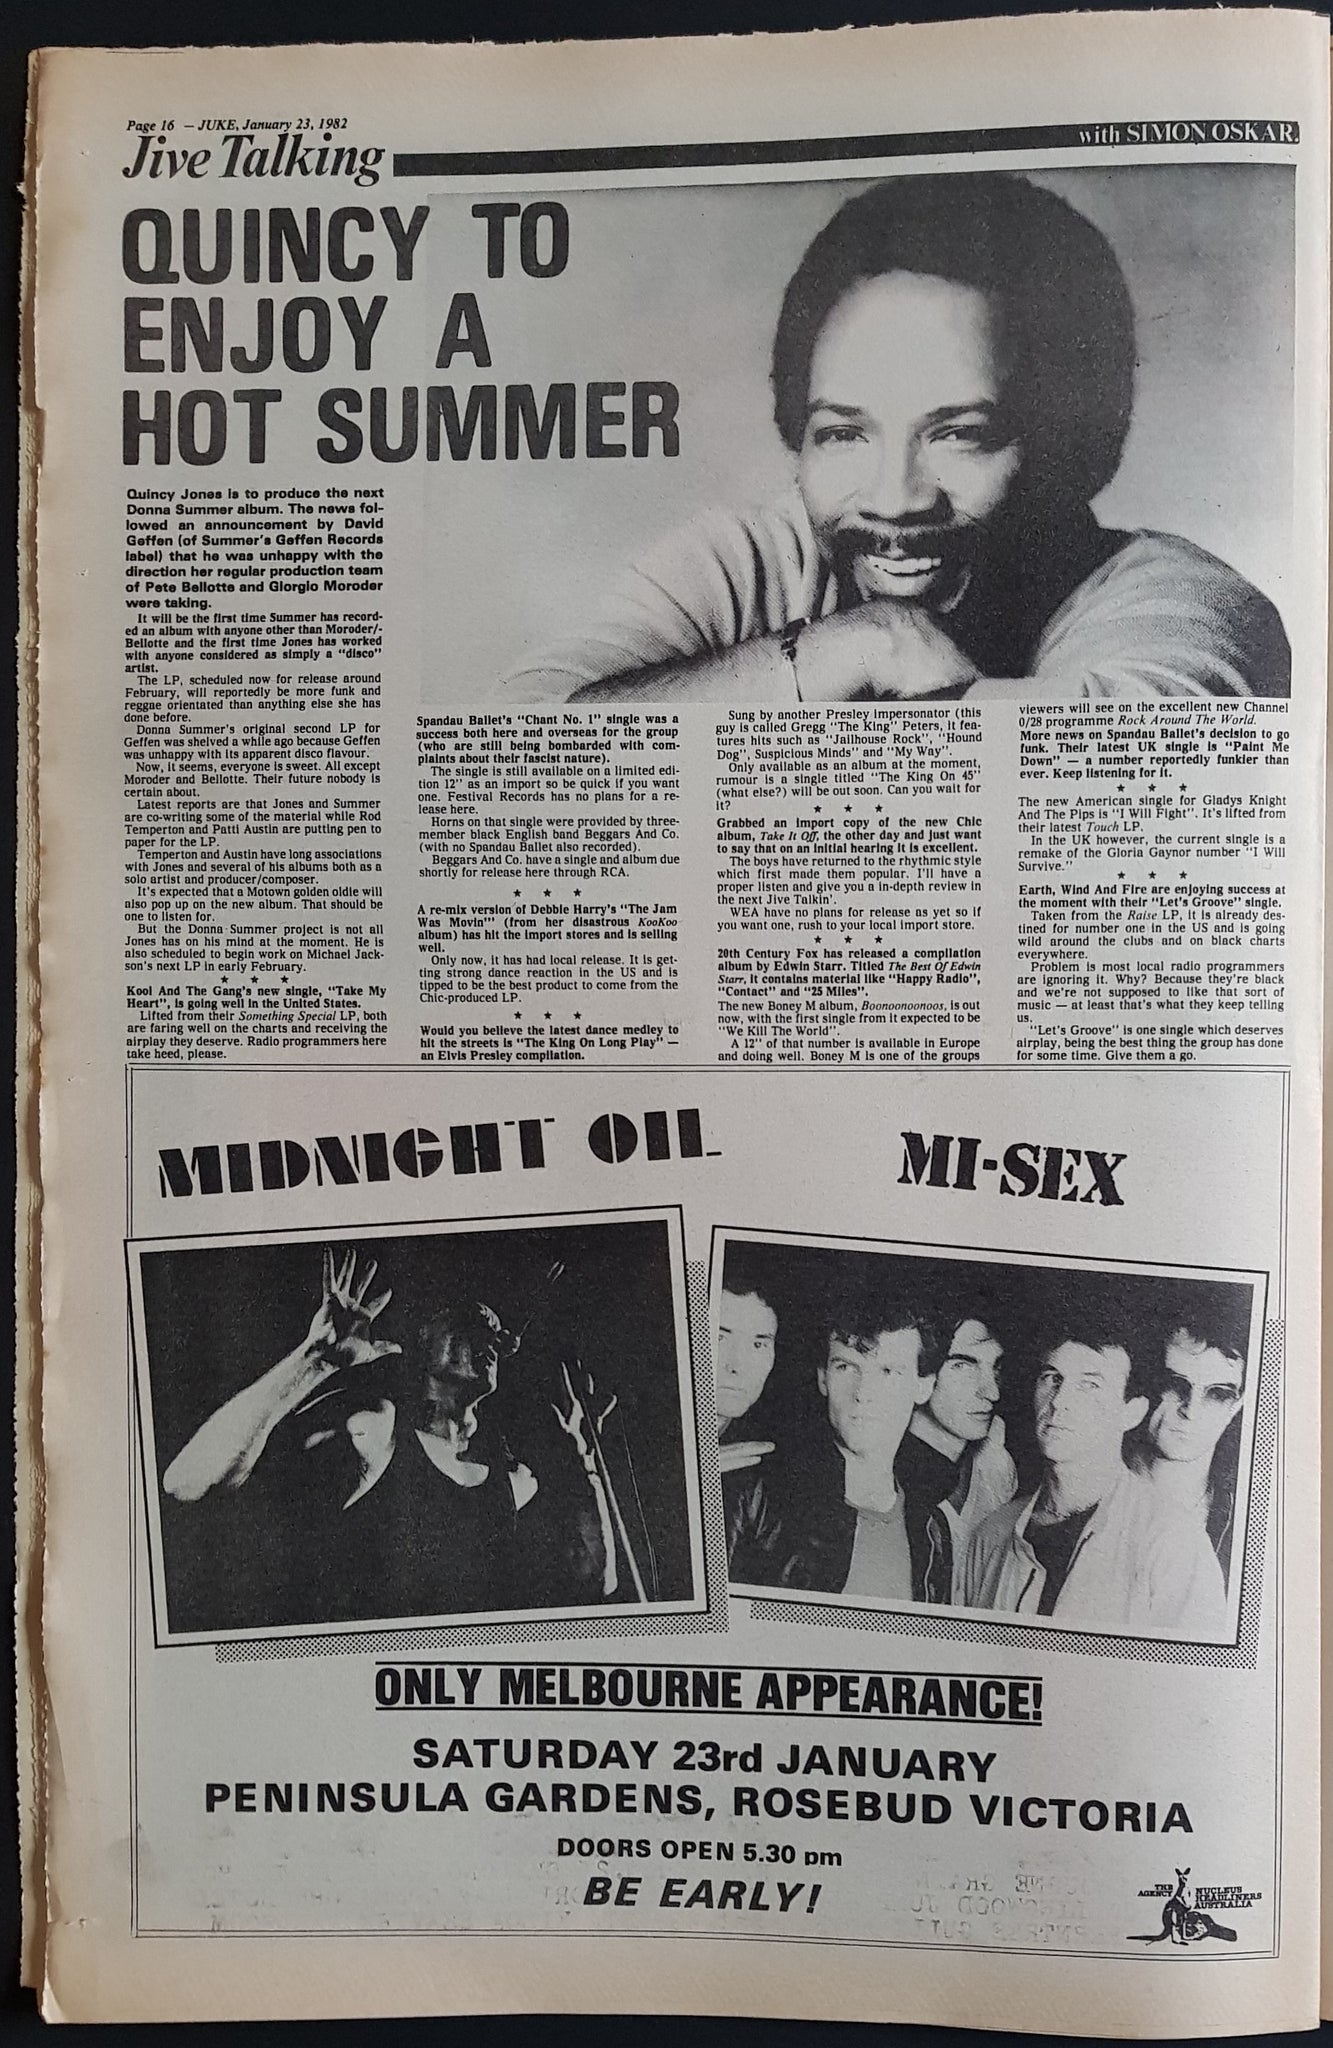 Page 16 — JUKE, January 23, 1982
Jive Talking
with SIMON OSKAR.
QUINCY TO
ENJOY A
HOT SUMMER
Quincy Jones is to produce the next
Donna Summer album. The news fol-
lowed an announcement by David
Geffen (of Summer's Geffen Records
label) that he was unhappy with the
direction her regular production team
of Pete Bellotte and Giorgio Moroder
were taking.
It will be the first time Summer has record-
ed an album with anyone other than Moroder/-
Bellotte and the first time Jones has worked
with anyone considered as simply a "disco"
artist.
The LP, scheduled now for release around
February, will reportedly be more funk and
reggae orientated than anything else she has
done before.
Donna Summer's original second LP for
Geffen was shelved a while ago because Geffen
was unhappy with its apparent disco flavour.
Now, it seems, everyone is sweet. All except
Moroder and Bellotte. Their future nobody is
certain about.
Latest reports are that Jones and Summer
are co-writing some of the material while Rod
Temperton and Patti Austin are putting pen to
paper for the LP.
Temperton and Austin have long associations
with Jones and several of his albums both as a
solo artist and producer/composer.
It's expected that a Motown golden oldie will
also pop up on the new album. That should be
one to listen for.
But the Donna Summer project is not all
Jones has on his mind at the moment. He is
also scheduled to begin work on Michael Jack-
son's next LP in early February.
★ ★ ★
Kool And The Gang's new single, "Take My
Heart", is going well in the United States.
Lifted from their Something Special LP, both
are faring well on the charts and receiving the
airplay they deserve. Radio programmers here
take heed, please.
Spandau Ballet's "Chant No. 1" single was a
success both here and overseas for the group
(who are still being bombarded with com-
plaints about their fascist nature).
The single is still available on a limited edi-
tion 12" as an import so be quick if you want
one. Festival Records has no plans for a re-
lease here.
Horns on that single were provided by three-
member black English band Beggars And Co.
(with no Spandau Ballet also recorded).
Beggars And Co. have a single and album due
shortly for release here through RCA.
★ ★ ★
A re-mix version of Debbie Harry's "The Jam
Was Movin'" (from her disastrous KooKoo
album) has hit the import stores and is selling
well.
Only now, it has had local release. It is get-
ting strong dance reaction in the US and is
tipped to be the best product to come from the
Chic-produced LP.
★ ★ ★
Would you believe the latest dance medley to
hit the streets is "The King On Long Play" —
an Elvis Presley compilation.
Sung by another Presley impersonator (this
guy is called Gregg "The King" Peters, it fea-
tures hits such as "Jailhouse Rock", "Hound
Dog", Suspicious Minds" and "My Way".
Only available as an album at the moment,
rumour is a single titled "The King On 45"
(what else?) will be out soon. Can you wait for
it?
★ ★ ★
Grabbed an import copy of the new Chic
album, Take It Off, the other day and just want
to say that on an initial hearing it is excellent.
The boys have returned to the rhythmic style
which first made them popular. I'll have a
proper listen and give you a in-depth review in
the next Jive Talkin'.
WEA have no plans for release as yet so if
you want one, rush to your local import store.
★ ★ ★
20th Century Fox has released a compilation
album by Edwin Starr. Titled The Best Of Edwin
Starr, it contains material like "Happy Radio",
"Contact" and "25 Miles".
The new Boney M album, Boonoonoonoos, is out
now, with the first single from it expected to be
"We Kill The World".
A 12" of that number is available in Europe
and doing well. Boney M is one of the groups
viewers will see on the excellent new Channel
0/28 programme Rock Around The World.
More news on Spandau Ballet's decision to go
funk. Their latest UK single is "Paint Me
Down" — a number reportedly funkier than
ever. Keep listening for it.
★ ★ ★
The new American single for Gladys Knight
And The Pips is "I Will Fight". It's lifted from
their latest Touch LP.
In the UK however, the current single is a
remake of the Gloria Gaynor number "I Will
Survive."
★ ★ ★
Earth, Wind And Fire are enjoying success at
the moment with their "Let's Groove" single.
Taken from the Raise LP, it is already des-
tined for number one in the US and is going
wild around the clubs and on black charts
everywhere.
Problem is most local radio programmers
are ignoring it. Why? Because they're black
and we're not supposed to like that sort of
music — at least that's what they keep telling
us.
"Let's Groove" is one single which deserves
airplay, being the best thing the group has done
for some time. Give them a go.
MIDNIGHT OIL
MI-SEX
ONLY MELBOURNE APPEARANCE!
SATURDAY 23rd JANUARY
PENINSULA GARDENS, ROSEBUD VICTORIA
DOORS OPEN 5.30 pm
BE EARLY!
THE
AGENCY
NUCLEUS
HEADLINERS
AUSTRALIA